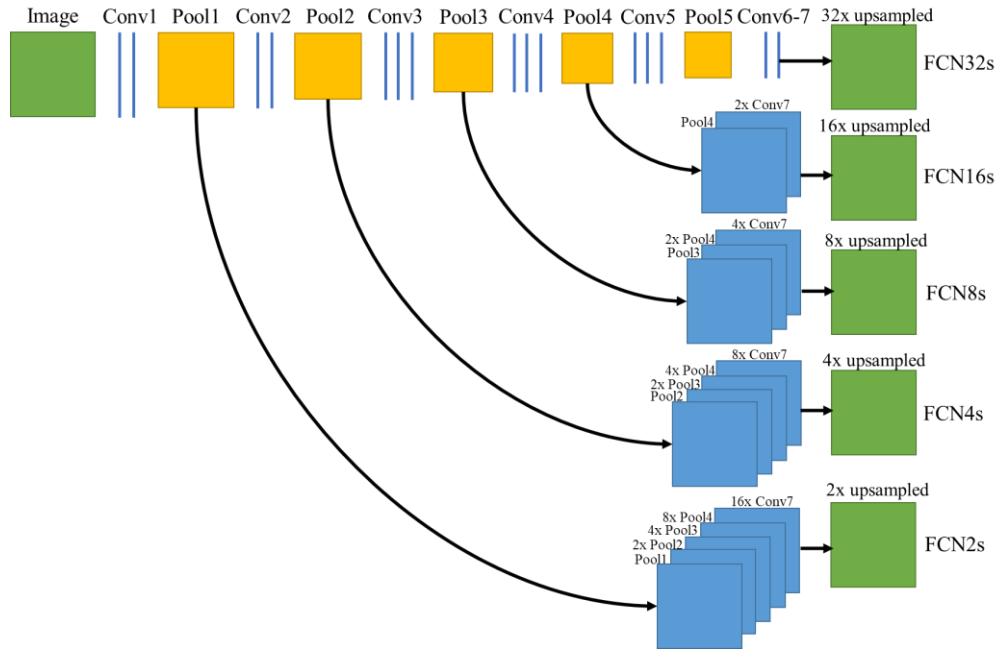 Image Conv1 Pool1 Conv2 Pool2 Conv3 Pool3 Conv4 Pool4 Conv5 Pool5 Conv6-7 32x upsampled
FCN32s
2x Conv7
Pool4
16x upsampled
FCN16s
4x Conv7
2x Pool4
Pool3
8x upsampled
FCN8s
8x Conv7
4x Pool4
2x Pool3
Pool2
4x upsampled
FCN4s
16x Conv7
8x Pool4
4x Pool3
2x Pool2
Pool1
2x upsampled
FCN2s